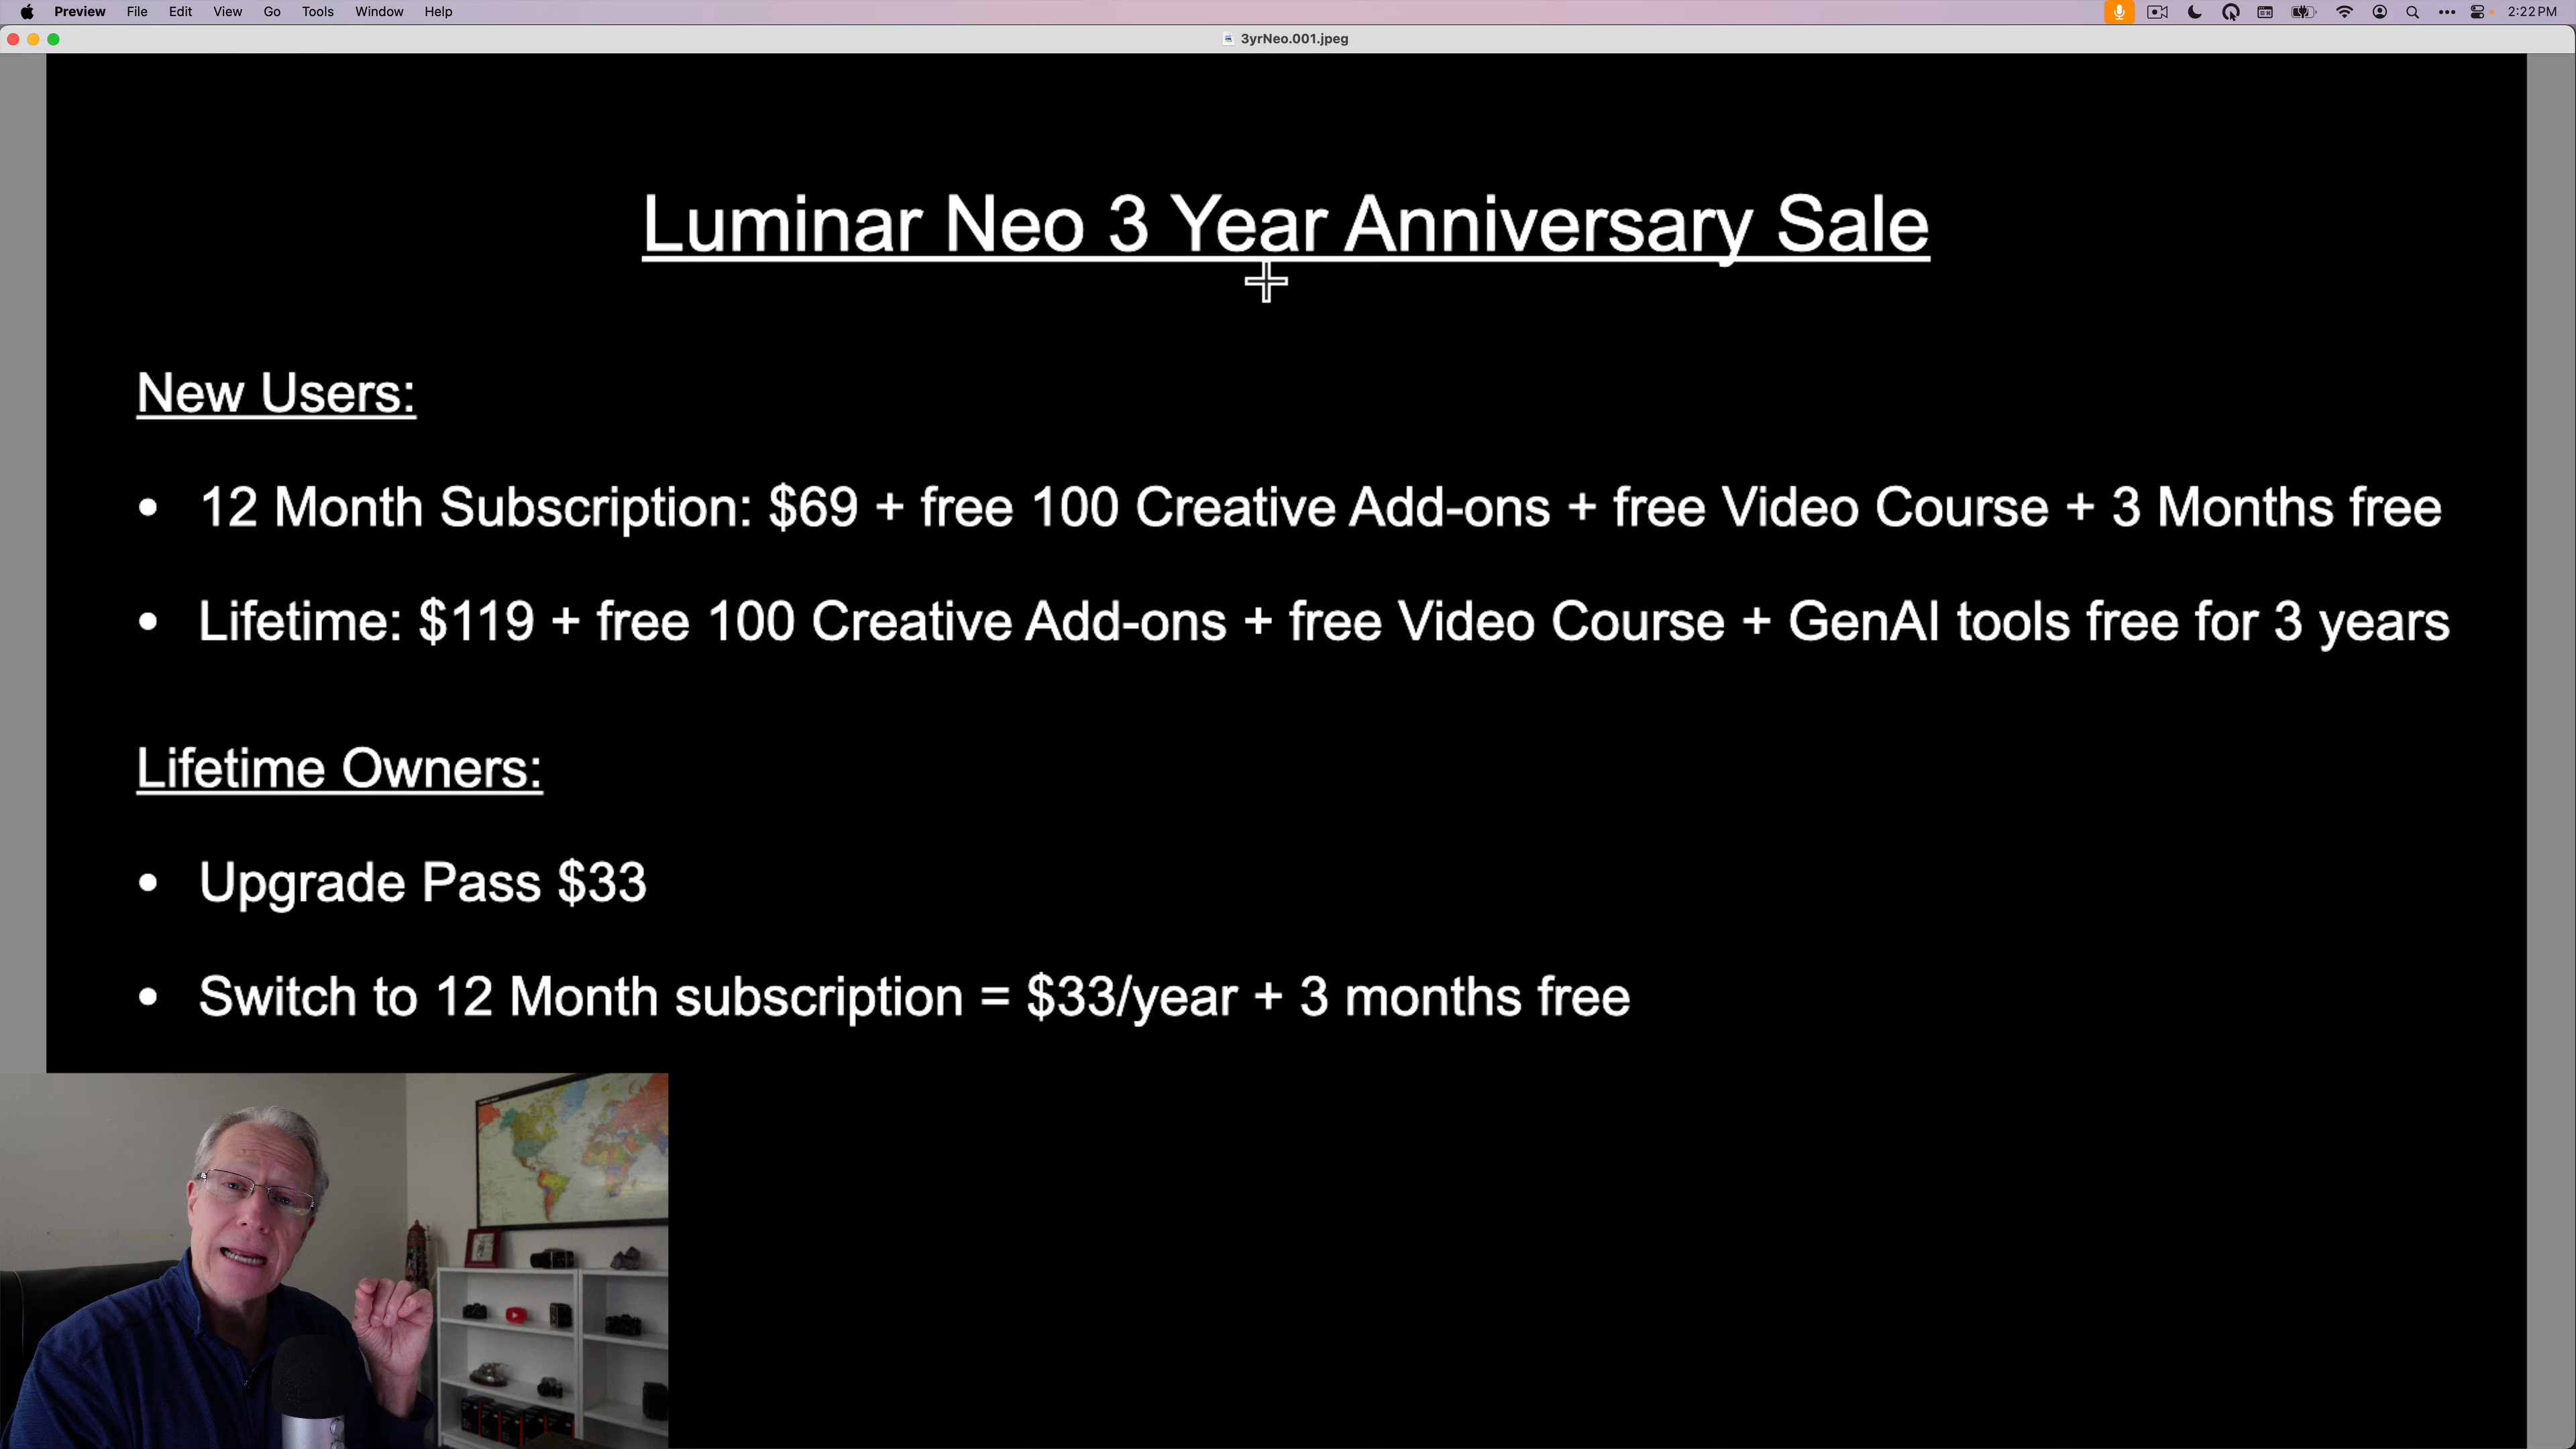 Preview File Edit View Go Tools Window Help 2:22 PM
3yrNeo.001.jpeg
Luminar Neo 3 Year Anniversary Sale
New Users:
• 12 Month Subscription: $69 + free 100 Creative Add-ons + free Video Course + 3 Months free
• Lifetime: $119 + free 100 Creative Add-ons + free Video Course + GenAI tools free for 3 years
Lifetime Owners:
• Upgrade Pass $33
• Switch to 12 Month subscription = $33/year + 3 months free